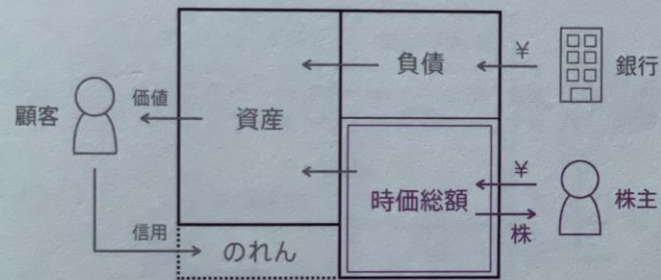 負債
¥
銀行
顧客
価値
資産
¥
時価総額
株主
株
信用
のれん